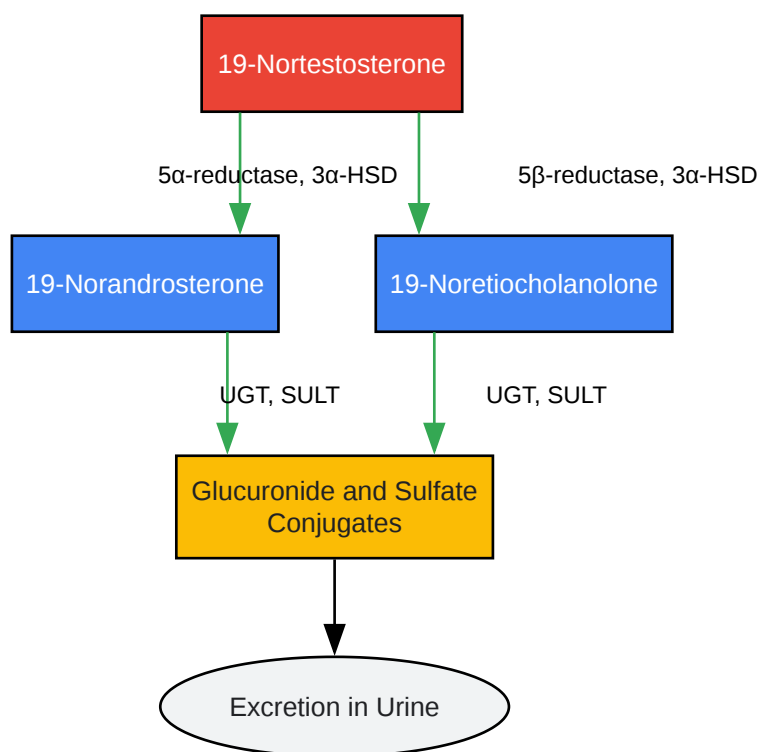 19-Nortestosterone
5α-reductase, 3α-HSD
5β-reductase, 3α-HSD
19-Norandrosterone
19-Noretiocholanolone
UGT, SULT
UGT, SULT
Glucuronide and Sulfate
Conjugates
Excretion in Urine